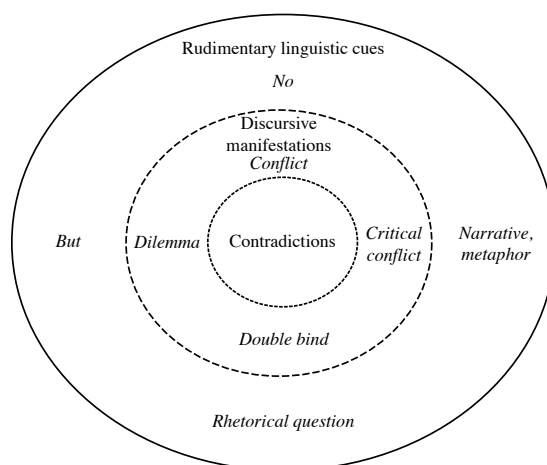 Rudimentary linguistic cues
No
Discursive
manifestations
Conflict
But
Dilemma
Contradictions
Critical
conflict
Narrative,
metaphor
Double bind
Rhetorical question